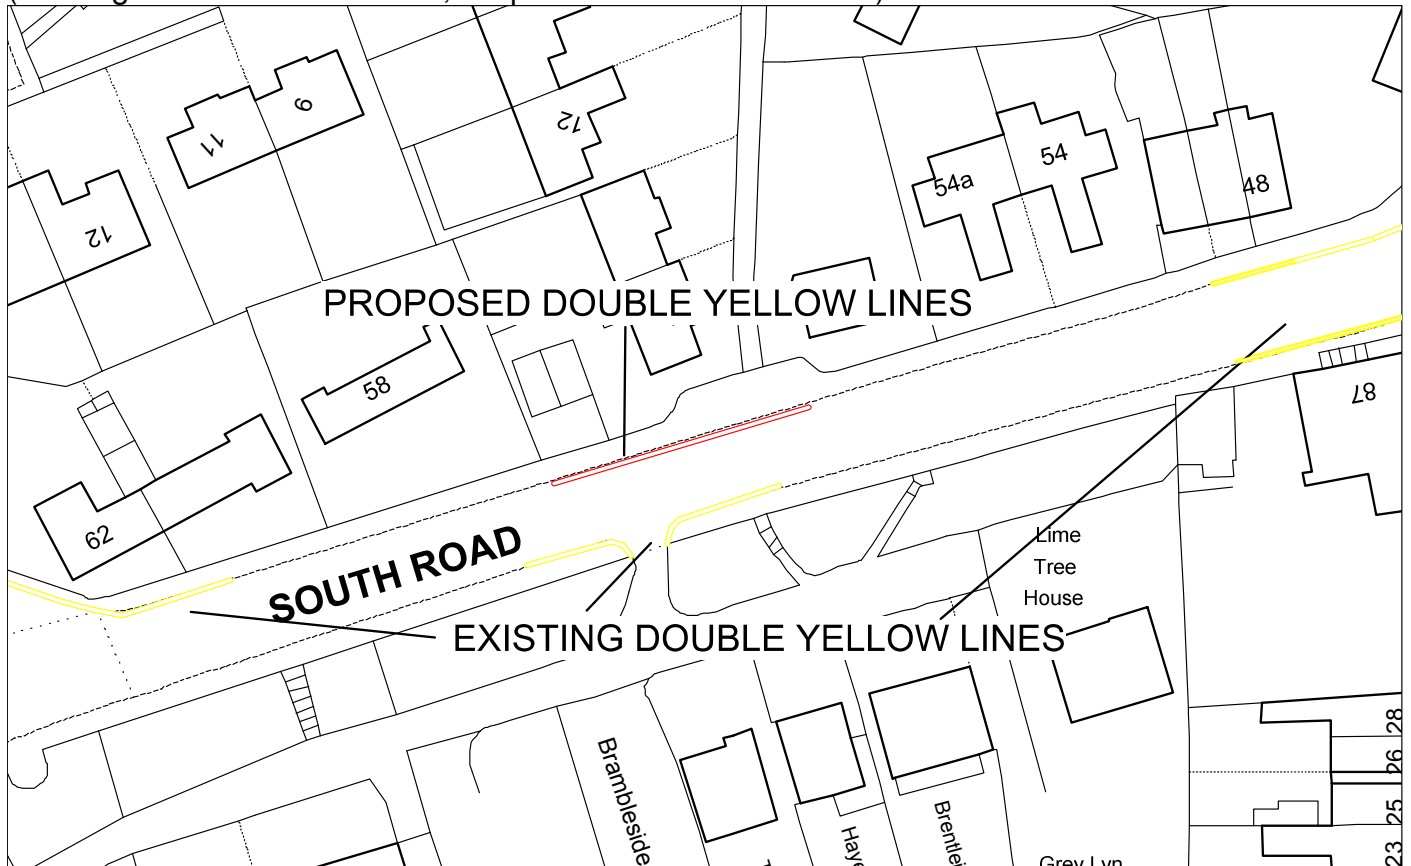 9
11
72
12
54
54a
48
PROPOSED DOUBLE YELLOW LINES
58
87
62
SOUTH ROAD
Lime
Tree
House
EXISTING DOUBLE YELLOW LINES
28
26
25
23
Brambleside
Grey Lyn